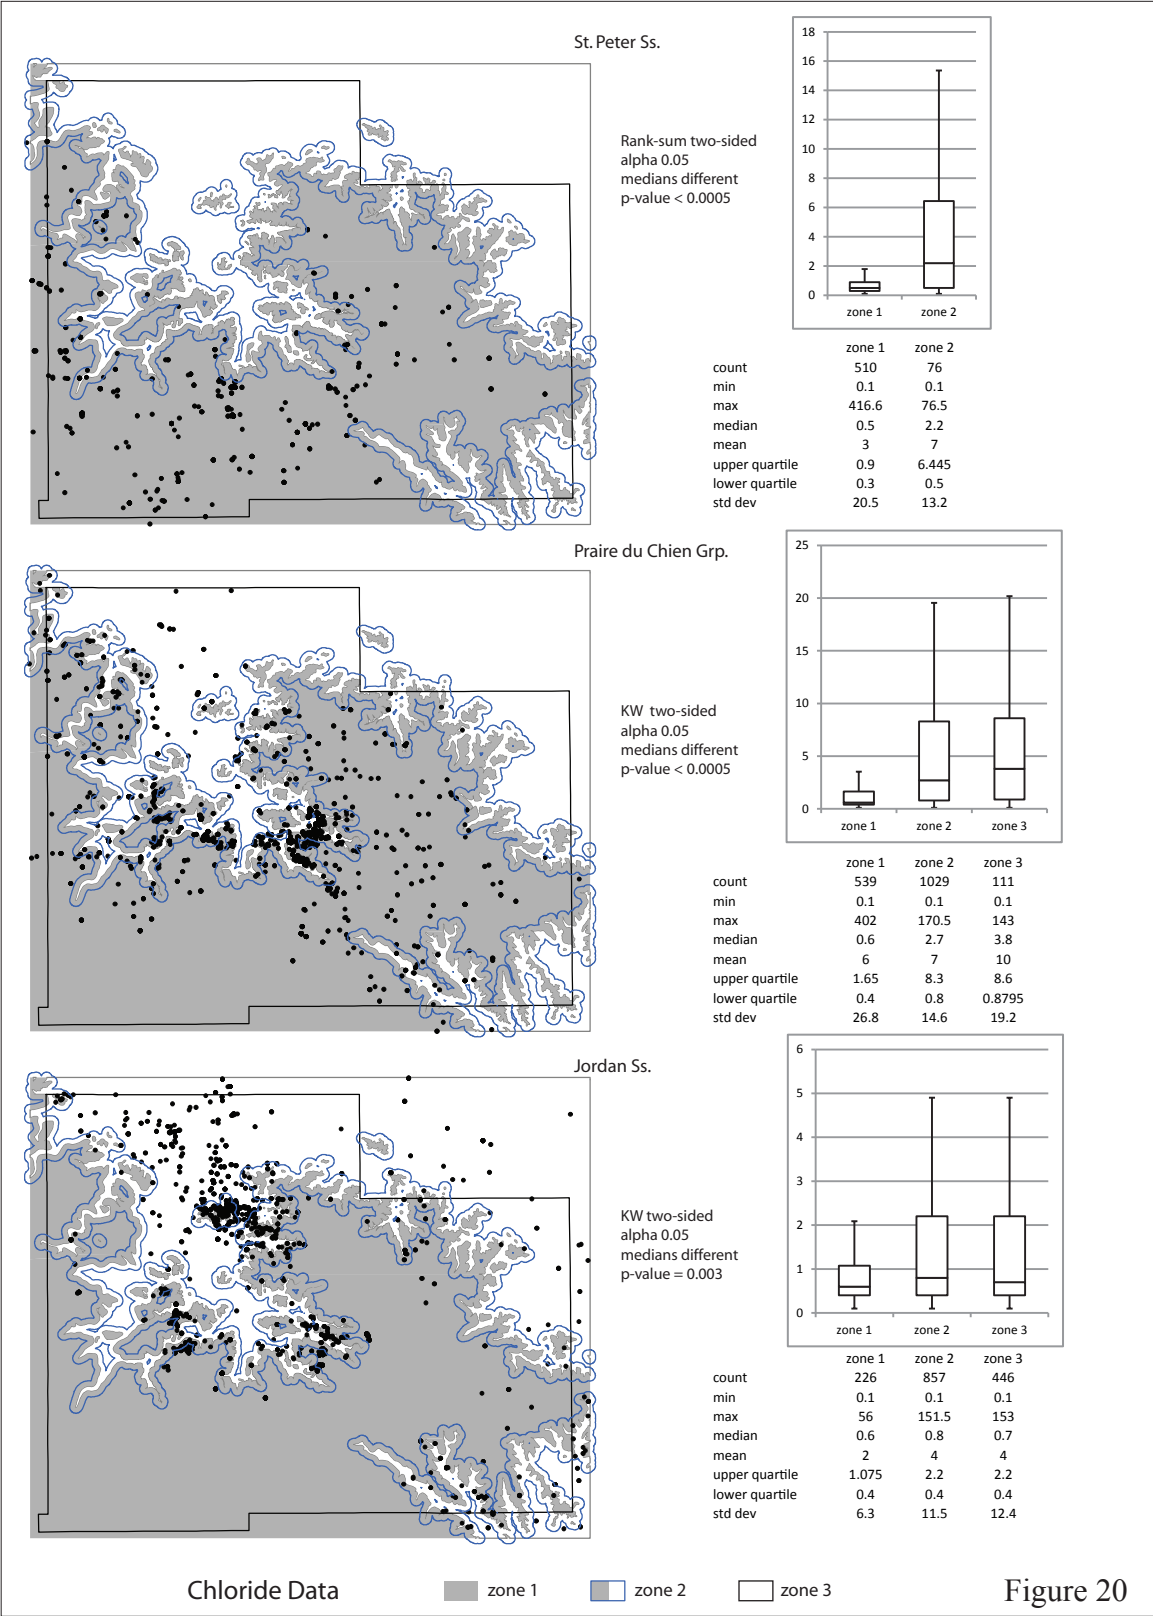 St. Peter Ss.
Rank-sum two-sided
alpha 0.05
medians different
p-value < 0.0005
18
16
14
12
10
8
6
4
2
0
zone 1 zone 2
zone 1 zone 2
count 510 76
min 0.1 0.1
max 416.6 76.5
median 0.5 2.2
mean 3 7
upper quartile 0.9 6.445
lower quartile 0.3 0.5
std dev 20.5 13.2
Praire du Chien Grp.
KW two-sided
alpha 0.05
medians different
p-value < 0.0005
25
20
15
10
5
0
zone 1 zone 2 zone 3
zone 1 zone 2 zone 3
count 539 1029 111
min 0.1 0.1 0.1
max 402 170.5 143
median 0.6 2.7 3.8
mean 6 7 10
upper quartile 1.65 8.3 8.6
lower quartile 0.4 0.8 0.8795
std dev 26.8 14.6 19.2
Jordan Ss.
KW two-sided
alpha 0.05
medians different
p-value = 0.003
6
5
4
3
2
1
0
zone 1 zone 2 zone 3
zone 1 zone 2 zone 3
count 226 857 446
min 0.1 0.1 0.1
max 56 151.5 153
median 0.6 0.8 0.7
mean 2 4 4
upper quartile 1.075 2.2 2.2
lower quartile 0.4 0.4 0.4
std dev 6.3 11.5 12.4
Chloride Data zone 1 zone 2 zone 3 Figure 20